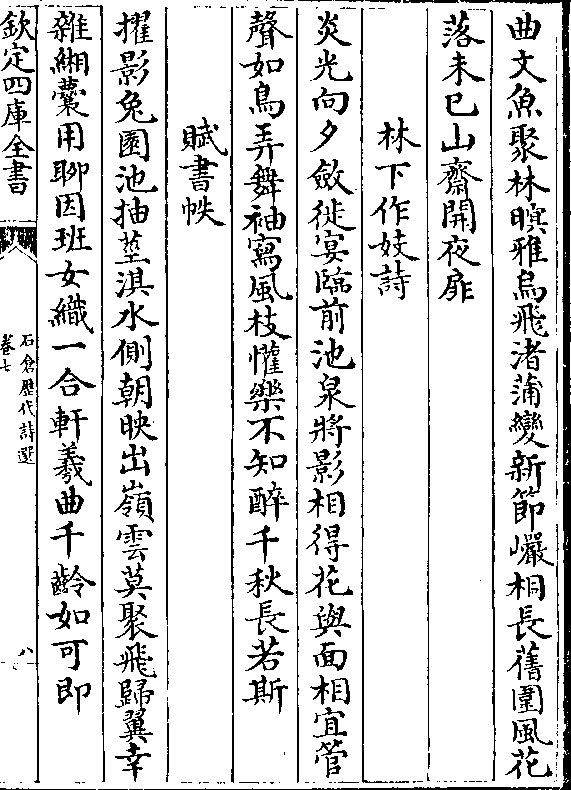 曲文魚聚林暝雅烏飛渚蒲變新節巗桐長舊圍風花
落未已山齋開夜扉
林下作妓詩
炎光向夕斂徙宴臨前池泉將影相得花與面相宜管
聲如鳥弄舞袖寫風枝懽樂不知醉千秋長若斯
賦書帙
擢影兔園池抽莖淇水側朝映出嶺雲莫聚飛歸翼幸
雜緗囊用聊因班女織一合軒羲曲千齡如可即
欽定四庫全書
石倉歷代詩選
卷七
八